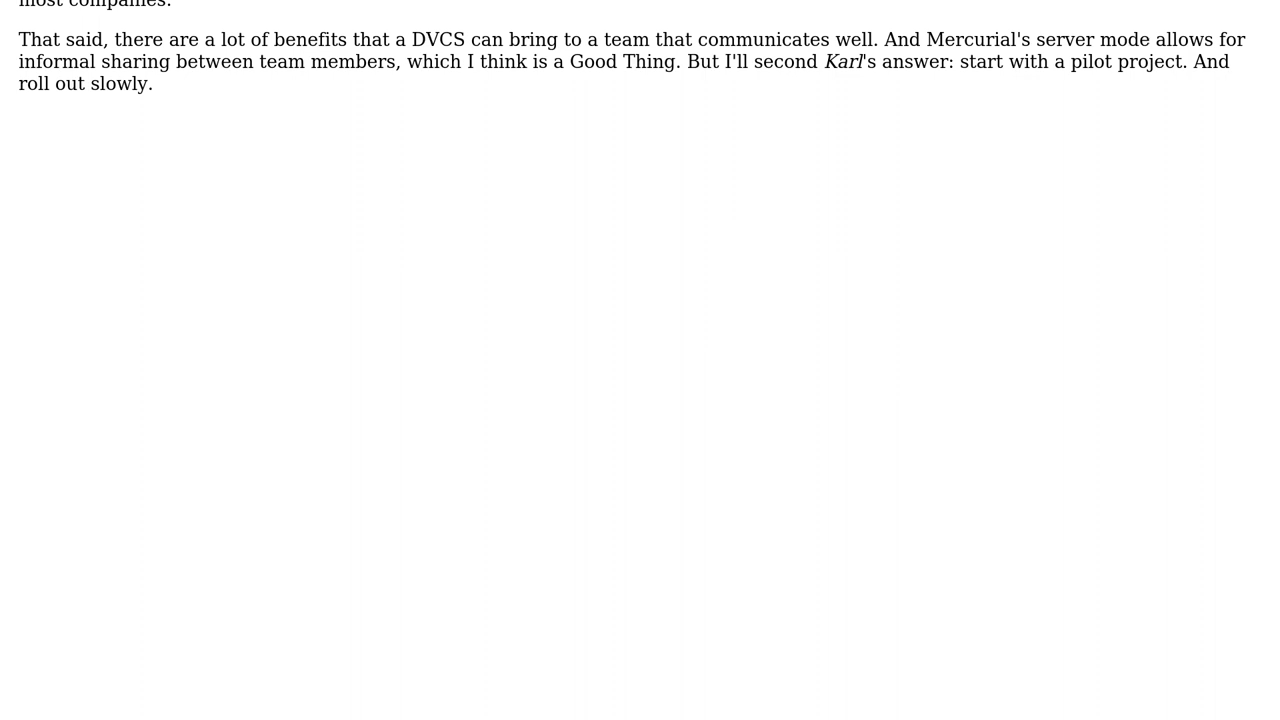 most companies.
That said, there are a lot of benefits that a DVCS can bring to a team that communicates well. And Mercurial's server mode allows for
informal sharing between team members, which I think is a Good Thing. But I'll second Karl's answer: start with a pilot project. And
roll out slowly.